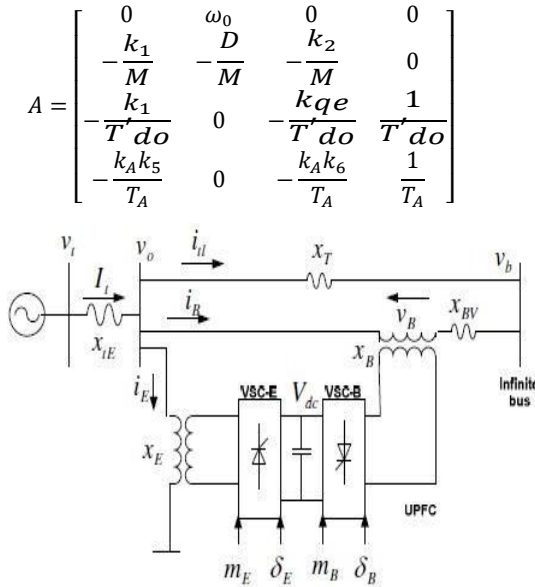 0 ω₀ 0 0
−k₁/M −D/M −k₂/M 0
A = −k₁/T′do 0 −kqe/T′do 1/T′do
−kAk₅/TA 0 −kAk₆/TA 1/TA
vt vo itl xT vb
It iB vB xBV
xtE xB
iE VSC-E Vdc VSC-B Infinite
bus
xE
UPFC
mE δE mB δB